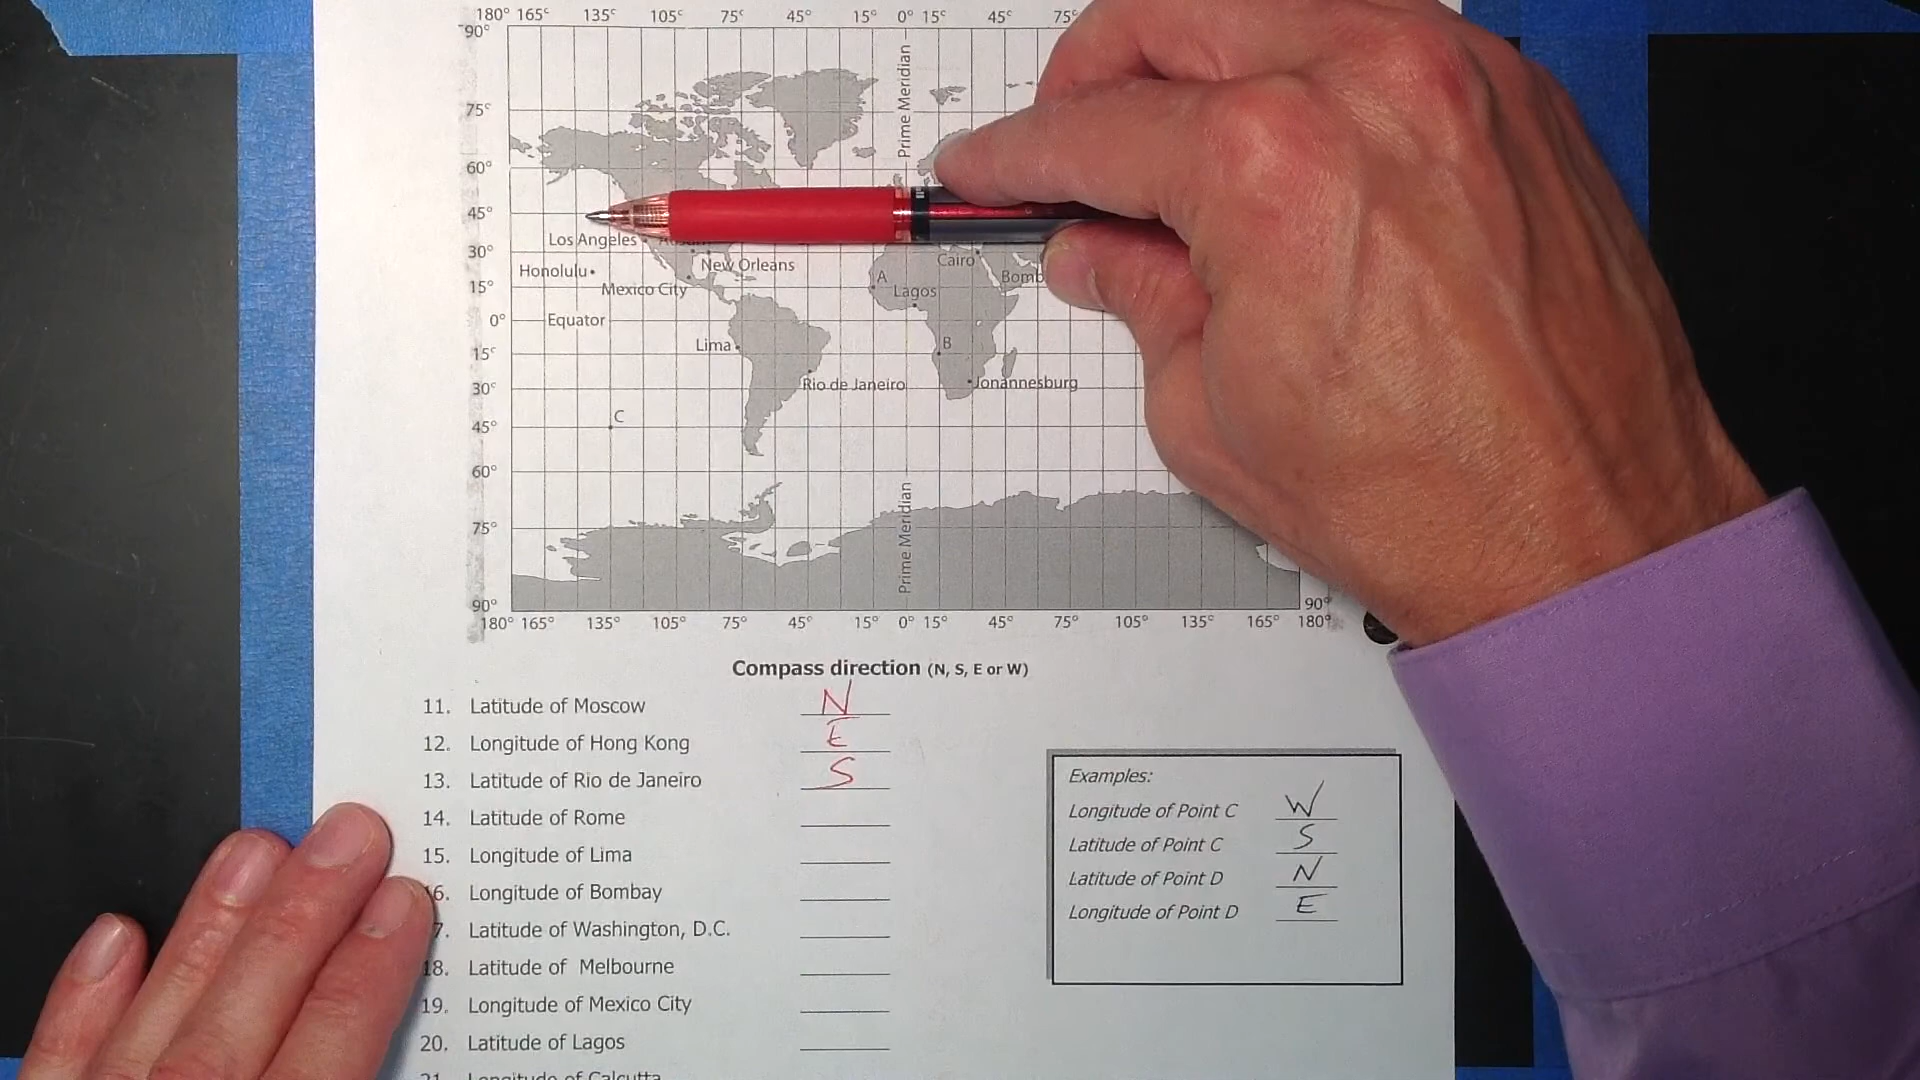 180° 165° 135° 105° 75° 45° 15° 0° 15° 45° 75°
90°
Prime Meridian
75°
60°
45°
Los Angeles
30°
Cairo
New Orleans
Honolulu
A
Mexico City
15°
Lagos
0°
Equator
Lima
B
15°
Rio de Janeiro
Johannesburg
30°
C
45°
60°
Prime Meridian
75°
90°
90°
180° 165° 135° 105° 75° 45° 15° 0° 15° 45° 75° 105° 135° 165° 180°
Compass direction (N, S, E or W)
11. Latitude of Moscow N
12. Longitude of Hong Kong E
13. Latitude of Rio de Janeiro S
14. Latitude of Rome
15. Longitude of Lima
6. Longitude of Bombay
7. Latitude of Washington, D.C.
18. Latitude of Melbourne
19. Longitude of Mexico City
20. Latitude of Lagos
21. Longitude of Calcutta
Examples:
Longitude of Point C W
Latitude of Point C S
Latitude of Point D N
Longitude of Point D E